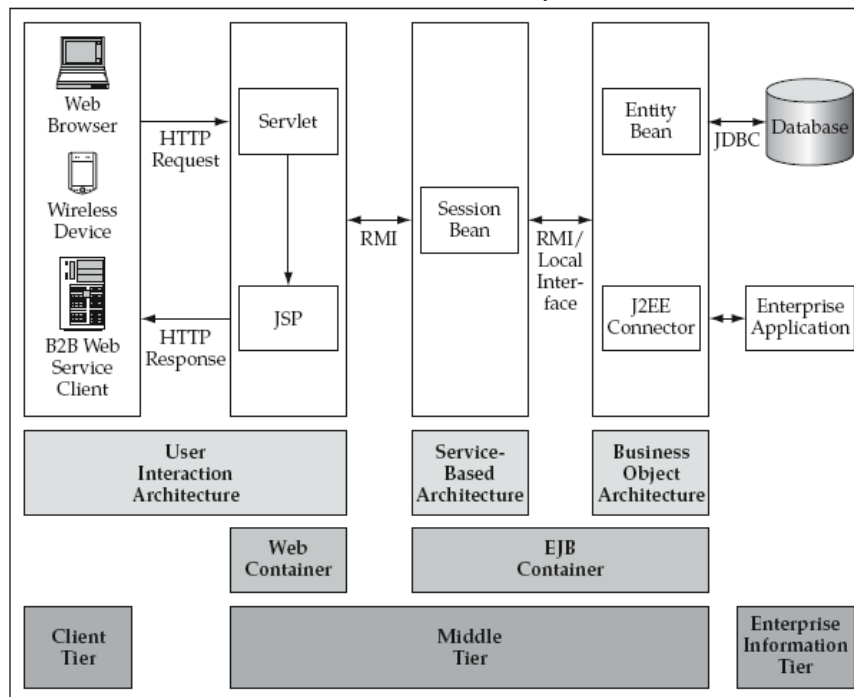 Web
Browser
Wireless
Device
B2B Web
Service
Client
HTTP
Request
HTTP
Response
Servlet
JSP
RMI
Session
Bean
RMI/
Local
Inter-
face
Entity
Bean
J2EE
Connector
JDBC
Database
Enterprise
Application
User
Interaction
Architecture
Service-
Based
Architecture
Business
Object
Architecture
Web
Container
EJB
Container
Client
Tier
Middle
Tier
Enterprise
Information
Tier